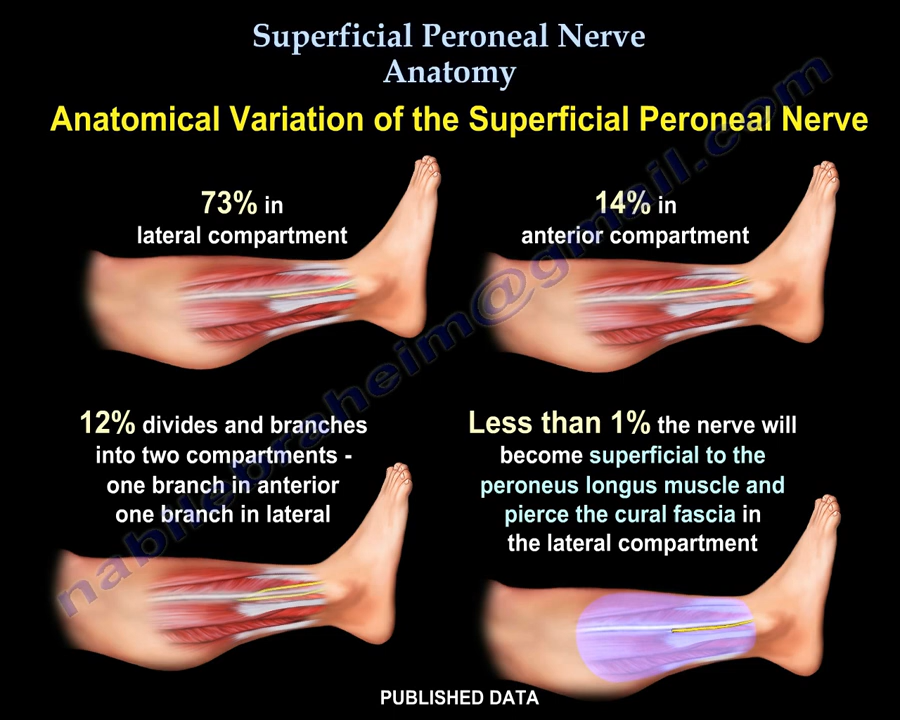 Superficial Peroneal Nerve
Anatomy
Anatomical Variation of the Superficial Peroneal Nerve
73% in
lateral compartment
14% in
anterior compartment
12% divides and branches
into two compartments -
one branch in anterior
one branch in lateral
Less than 1% the nerve will
become superficial to the
peroneus longus muscle and
pierce the cural fascia in
the lateral compartment
nabilebraheim@gmail.com
PUBLISHED DATA